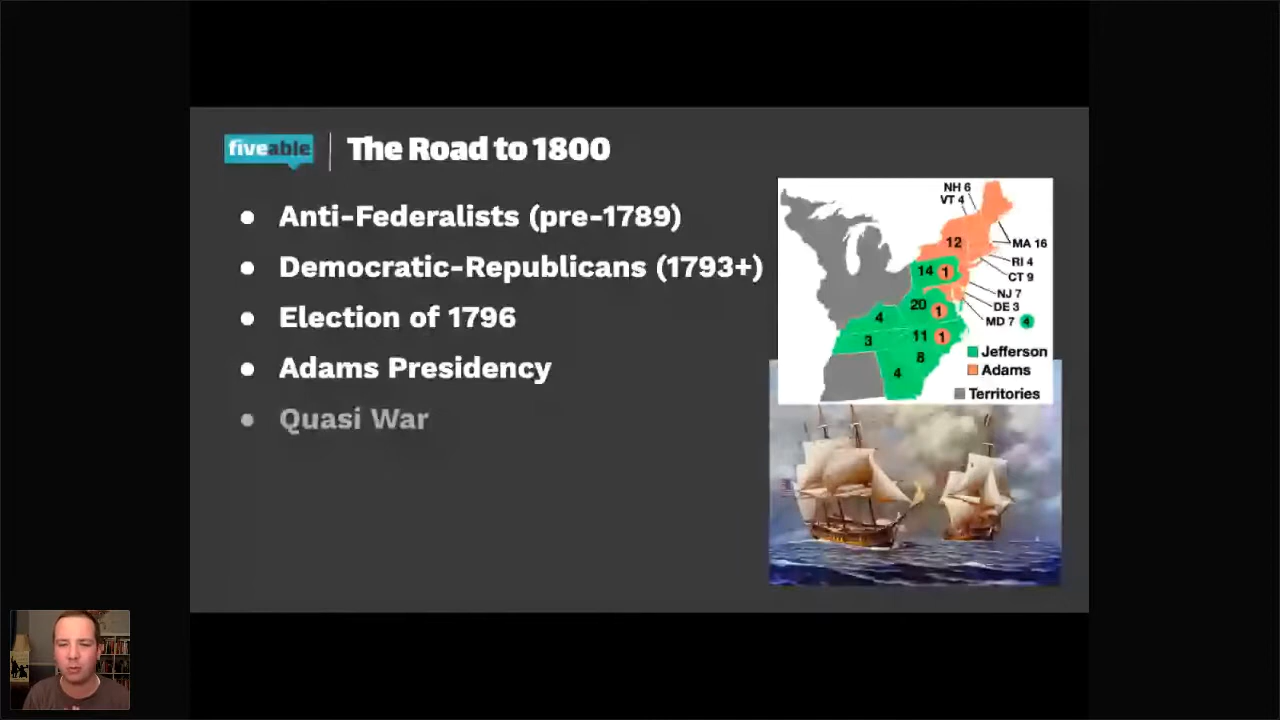 fiveable
The Road to 1800
● Anti-Federalists (pre-1789)
● Democratic-Republicans (1793+)
● Election of 1796
● Adams Presidency
● Quasi War
NH 6
VT 4
12
MA 16
RI 4
CT 9
14 1
NJ 7
DE 3
MD 7 4
20 1
4
11 1
3
8
4
Jefferson
Adams
Territories